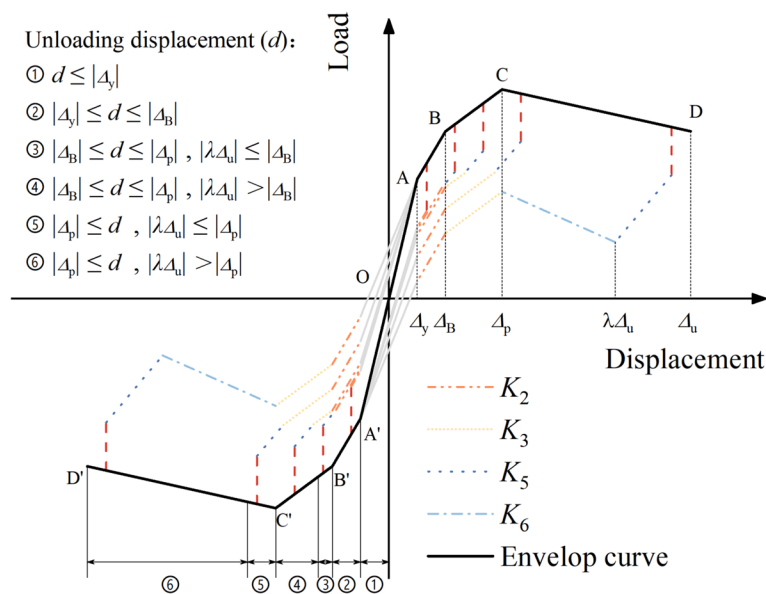 Unloading displacement (d):
① d ≤ |Δy|
② |Δy| ≤ d ≤ |ΔB|
③ |ΔB| ≤ d ≤ |Δp| , |λΔu| ≤ |ΔB|
④ |ΔB| ≤ d ≤ |Δp| , |λΔu| > |ΔB|
⑤ |Δp| ≤ d , |λΔu| ≤ |Δp|
⑥ |Δp| ≤ d , |λΔu| > |Δp|
Load
C
B
D
A
O
Δy ΔB Δp λΔu Δu
Displacement
K2
K3
K5
K6
Envelop curve
A'
B'
D'
C'
⑥ ⑤ ④ ③ ② ①